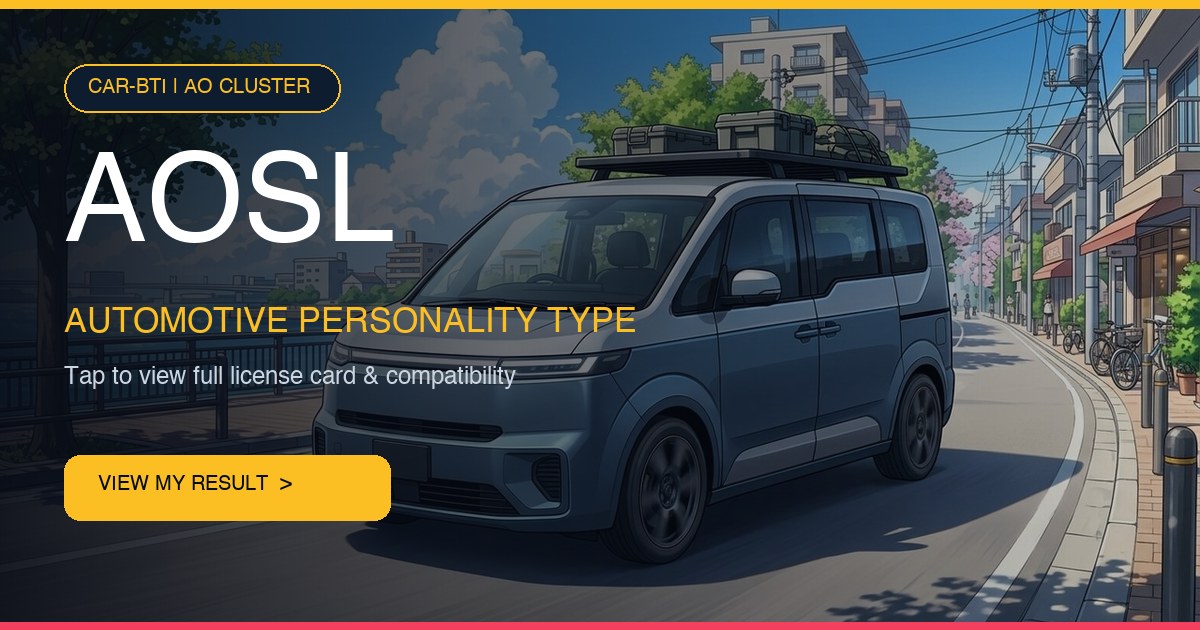 CAR-BTI | AO CLUSTER
AOSL
AUTOMOTIVE PERSONALITY TYPE
Tap to view full license card & compatibility
VIEW MY RESULT >